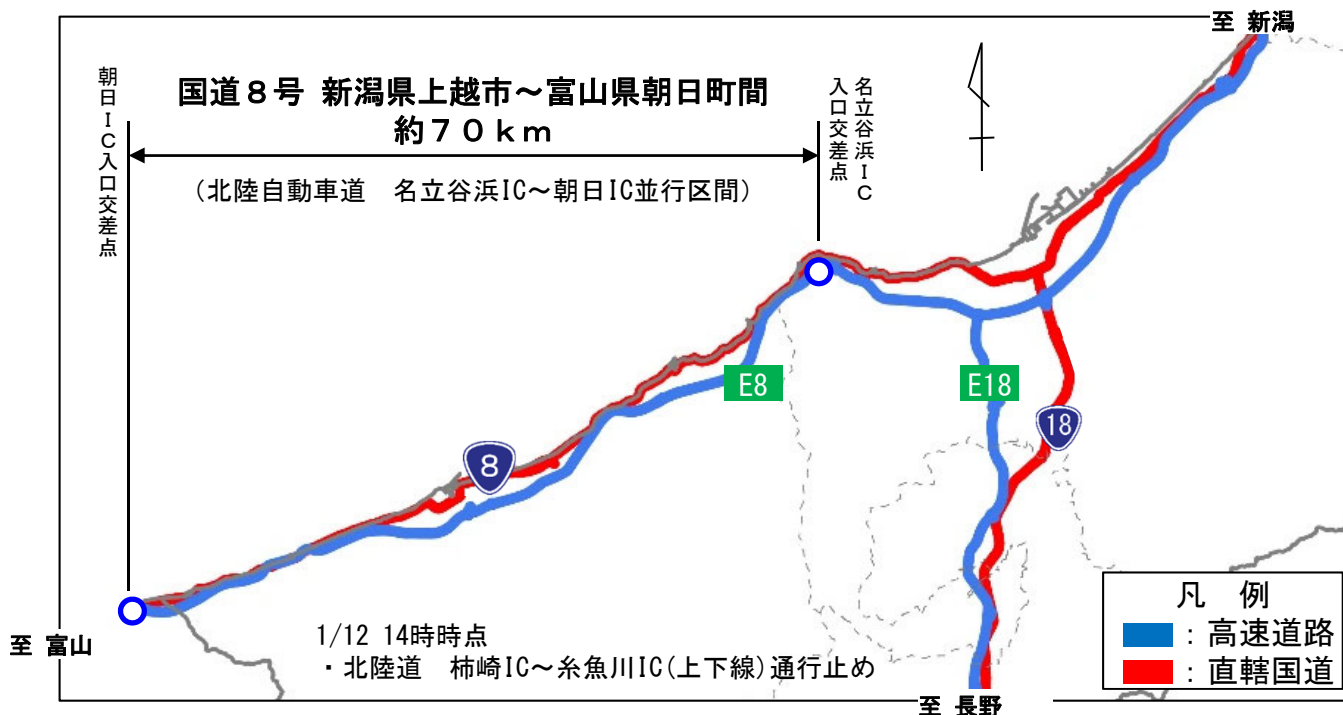 至 新潟
国道８号 新潟県上越市～富山県朝日町間
約７０ｋｍ
(北陸自動車道　名立谷浜IC～朝日IC並行区間)
朝日ＩＣ入口交差点
名立谷浜ＩＣ
入口交差点
E8
E18
18
8
至 富山
1/12 14時時点
・北陸道　柿崎IC～糸魚川IC(上下線)通行止め
至 長野
凡 例
：高速道路
：直轄国道